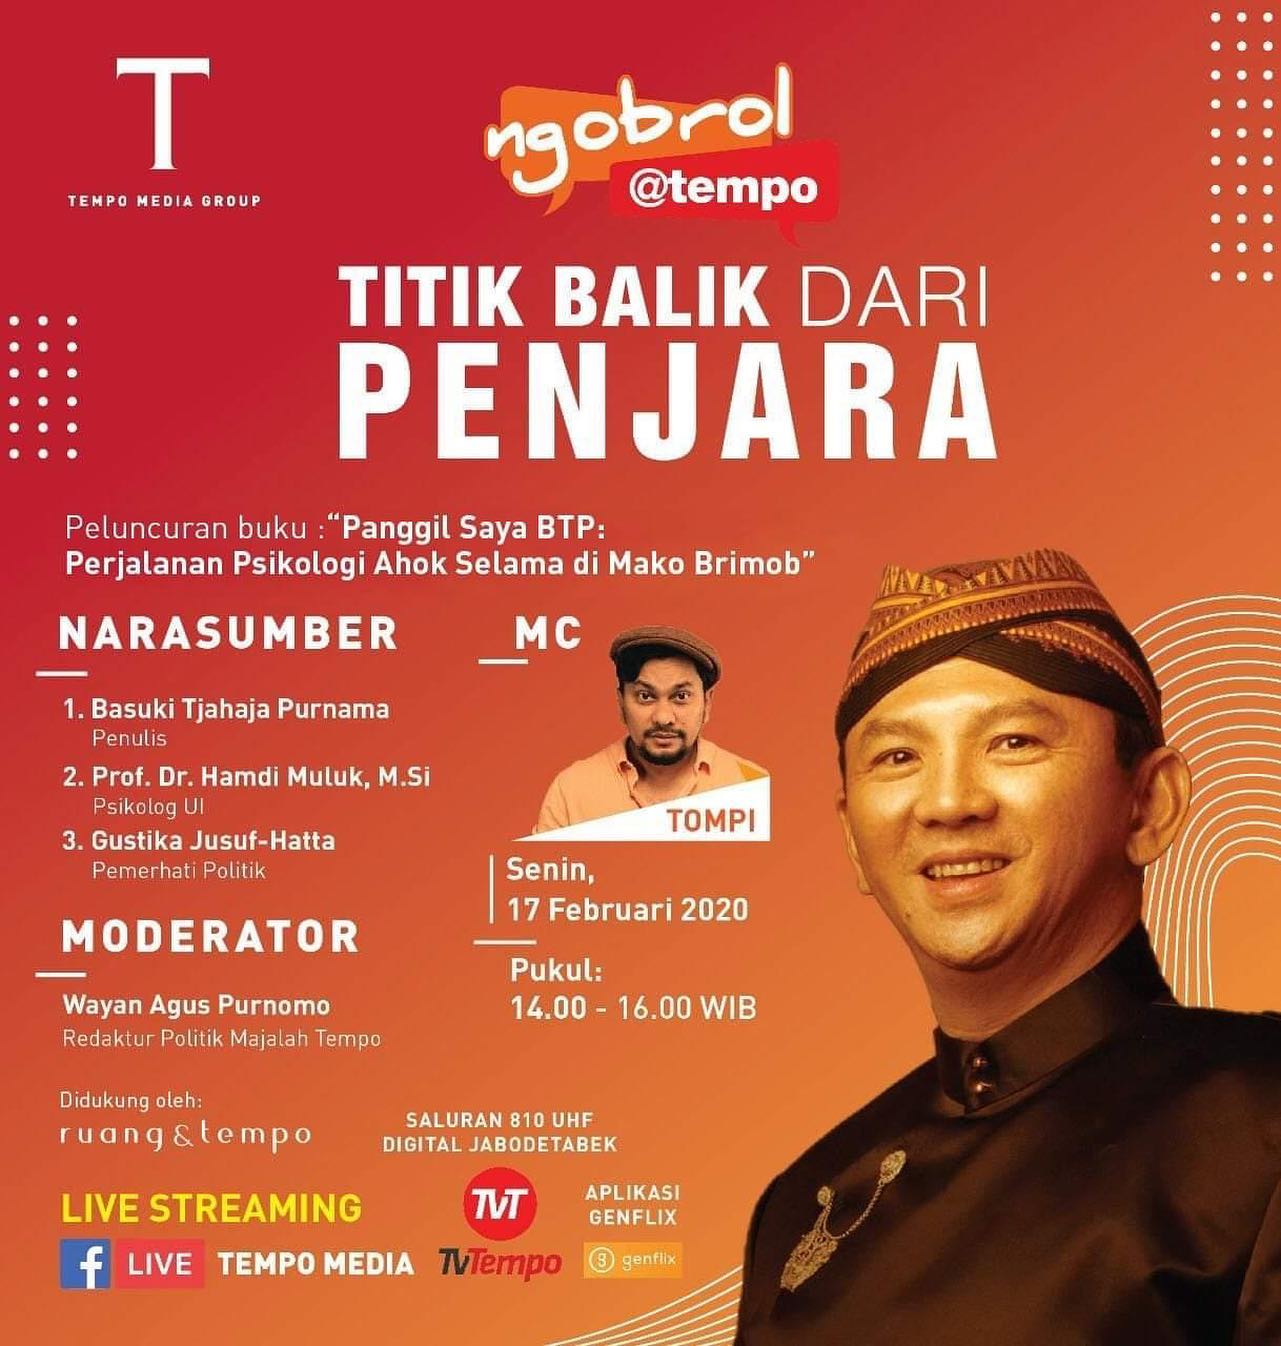 T
TEMPO MEDIA GROUP
ngobrol
@tempo
TITIK BALIK DARI
PENJARA
Peluncuran buku :“Panggil Saya BTP:
Perjalanan Psikologi Ahok Selama di Mako Brimob”
NARASUMBER
1. Basuki Tjahaja Purnama
Penulis
2. Prof. Dr. Hamdi Muluk, M.Si
Psikolog UI
3. Gustika Jusuf-Hatta
Pemerhati Politik
MC
TOMPI
Senin,
17 Februari 2020
Pukul:
14.00 - 16.00 WIB
MODERATOR
Wayan Agus Purnomo
Redaktur Politik Majalah Tempo
Didukung oleh:
ruang&tempo
SALURAN 810 UHF
DIGITAL JABODETABEK
LIVE STREAMING
f LIVE TEMPO MEDIA
TVT
TvTempo
APLIKASI
GENFLIX
g genflix